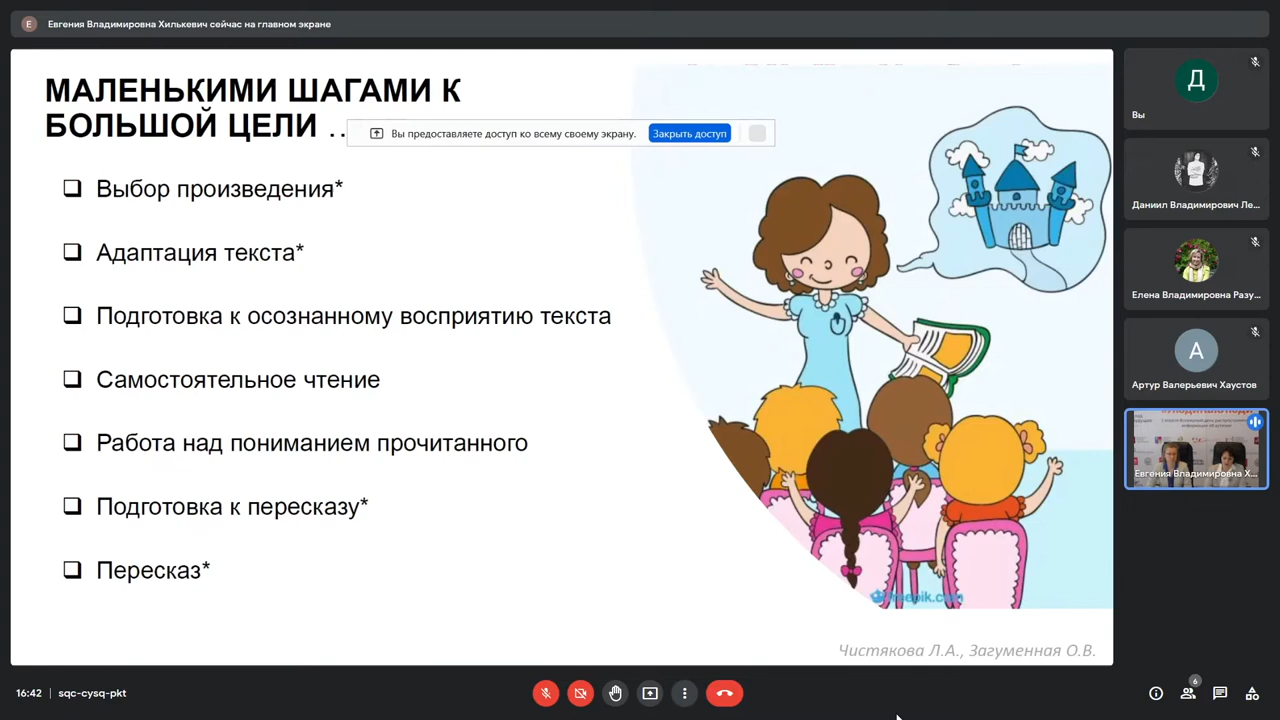 Е
Евгения Владимировна Хилькевич сейчас на главном экране
МАЛЕНЬКИМИ ШАГАМИ К
БОЛЬШОЙ ЦЕЛИ ..
Вы предоставляете доступ ко всему своему экрану.
Закрыть доступ
❑ Выбор произведения*
❑ Адаптация текста*
❑ Подготовка к осознанному восприятию текста
❑ Самостоятельное чтение
❑ Работа над пониманием прочитанного
❑ Подготовка к пересказу*
❑ Пересказ*
Чистякова Л.А., Загуменная О.В.
Д
Вы
Даниил Владимирович Ле...
Елена Владимировна Разу...
А
Артур Валерьевич Хаустов
Евгения Владимировна Х...
16:42 | sqc-cysq-pkt
6